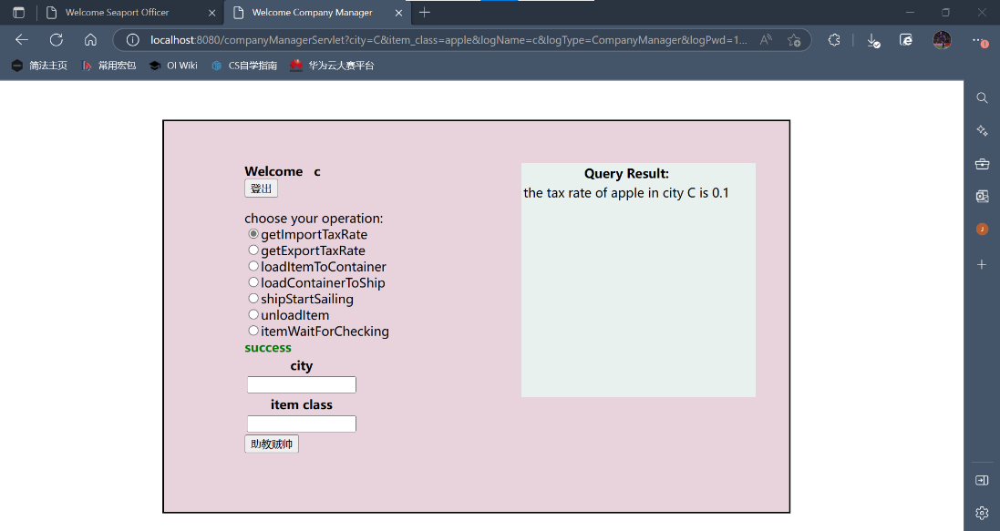 Welcome Seaport Officer
Welcome Company Manager
localhost:8080/companyManagerServlet?city=C&item_class=apple&logName=c&logType=CompanyManager&logPwd=1...
简法主页
常用宏包
OI Wiki
CS自学指南
华为云人赛平台
Welcome c
登出
choose your operation:
getImportTaxRate
getExportTaxRate
loadItemToContainer
loadContainerToShip
shipStartSailing
unloadItem
itemWaitForChecking
success
city
item class
助教贼帅
Query Result:
the tax rate of apple in city C is 0.1
J